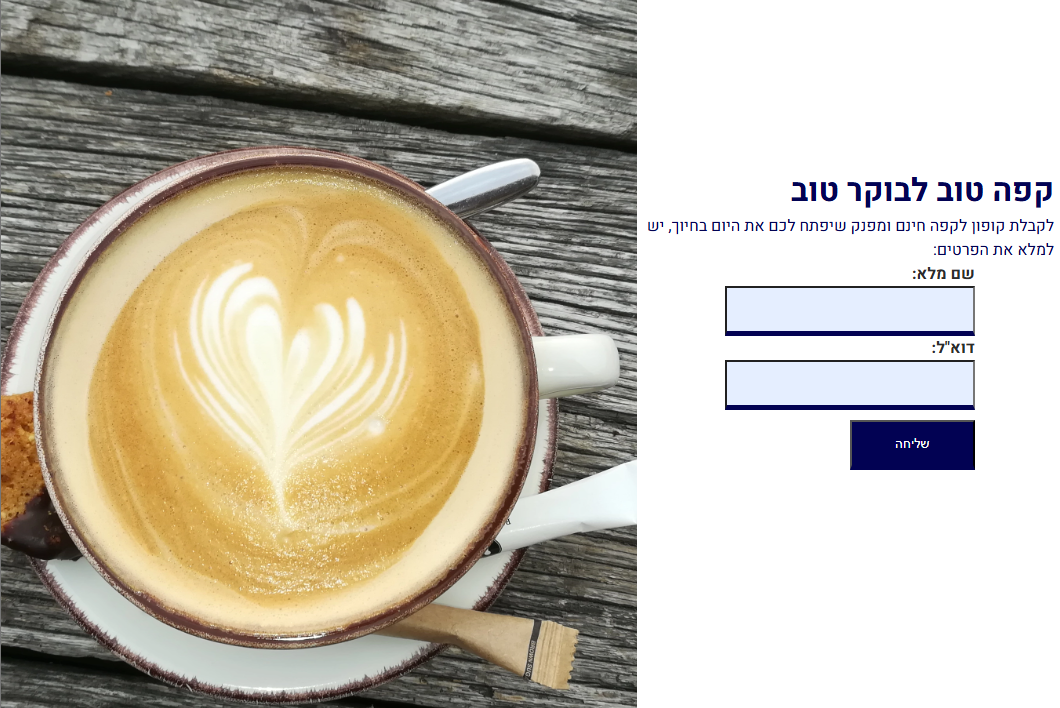 קפה טוב לבוקר טוב
לקבלת קופון לקפה חינם ומפנק שיפתח לכם את היום בחיוך, יש
למלא את הפרטים:
שם מלא:
דוא"ל:
שליחה